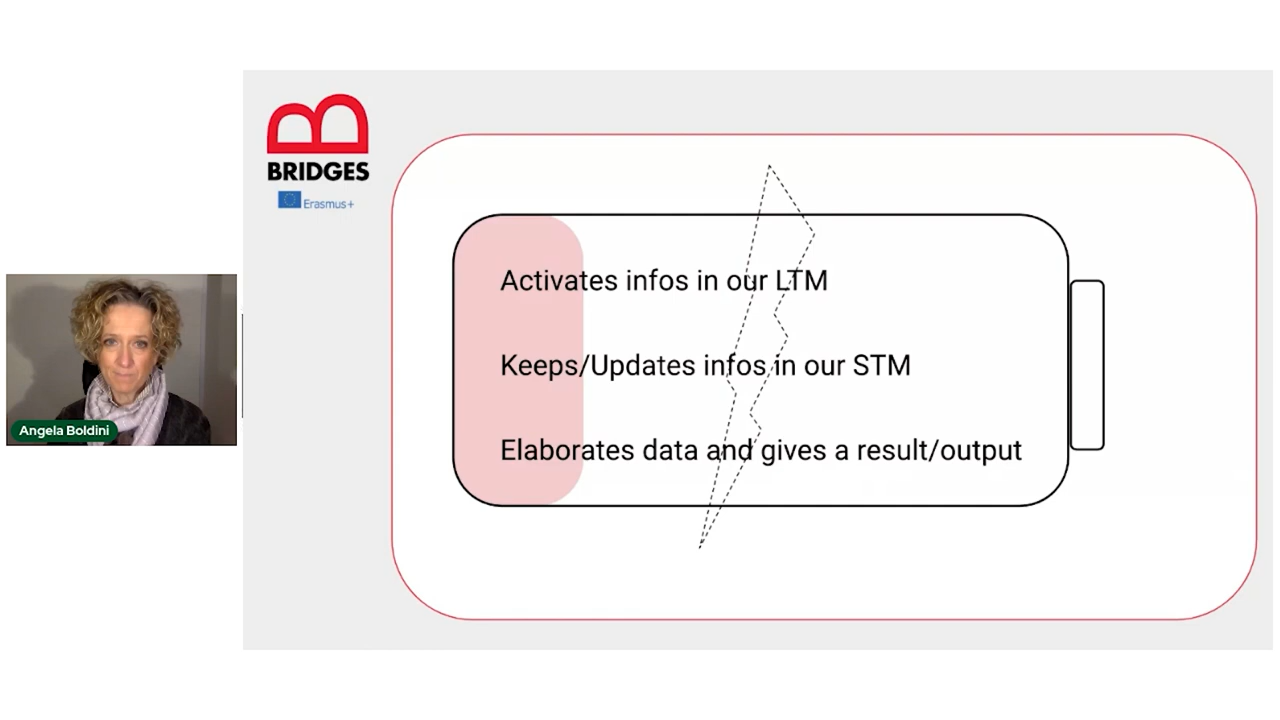 BRIDGES
Erasmus+
Activates infos in our LTM
Keeps/Updates infos in our STM
Elaborates data and gives a result/output
Angela Boldini